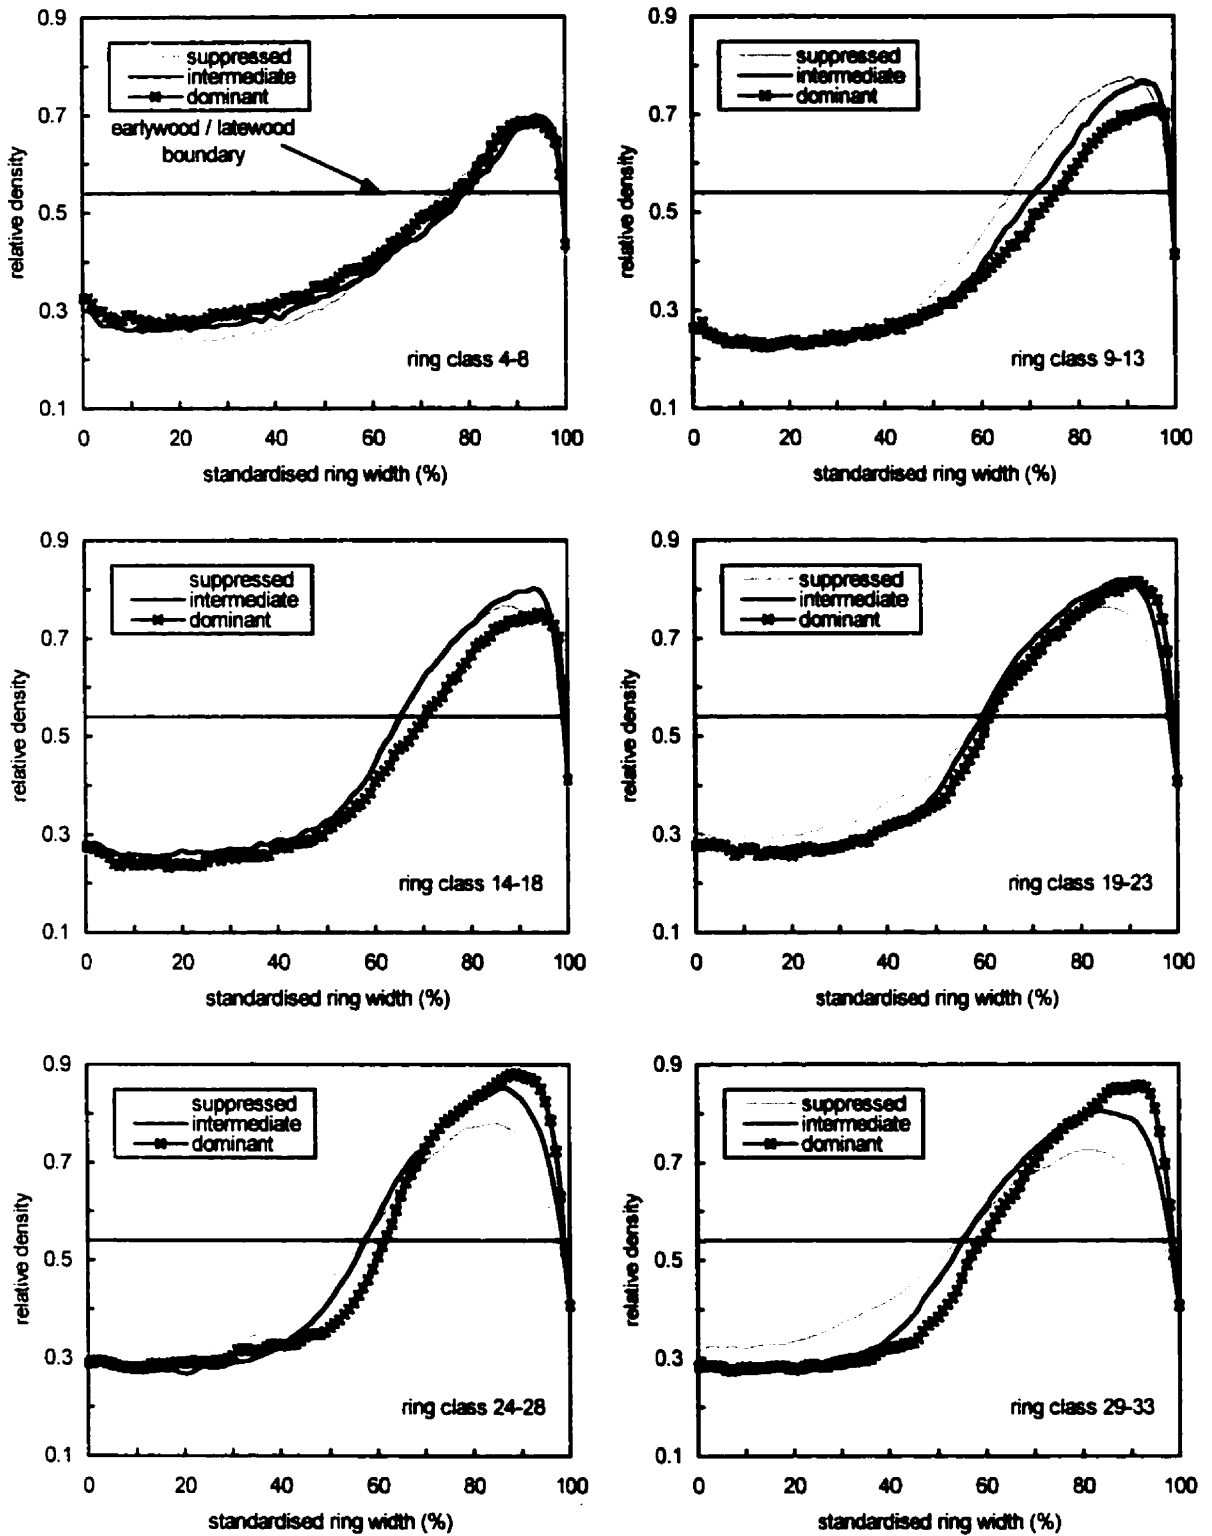 0.9
0.7
0.5
0.3
0.1
relative density
suppressed
intermediate
dominant
earlywood / latewood
boundary
ring class 4-8
0 20 40 60 80 100
standardised ring width (%)
0.9
0.7
0.5
0.3
0.1
relative density
suppressed
intermediate
dominant
ring class 9-13
0 20 40 60 80 100
standardised ring width (%)
0.9
0.7
0.5
0.3
0.1
relative density
suppressed
intermediate
dominant
ring class 14-18
0 20 40 60 80 100
standardised ring width (%)
0.9
0.7
0.5
0.3
0.1
relative density
suppressed
intermediate
dominant
ring class 19-23
0 20 40 60 80 100
standardised ring width (%)
0.9
0.7
0.5
0.3
0.1
relative density
suppressed
intermediate
dominant
ring class 24-28
0 20 40 60 80 100
standardised ring width (%)
0.9
0.7
0.5
0.3
0.1
relative density
suppressed
intermediate
dominant
ring class 29-33
0 20 40 60 80 100
standardised ring width (%)